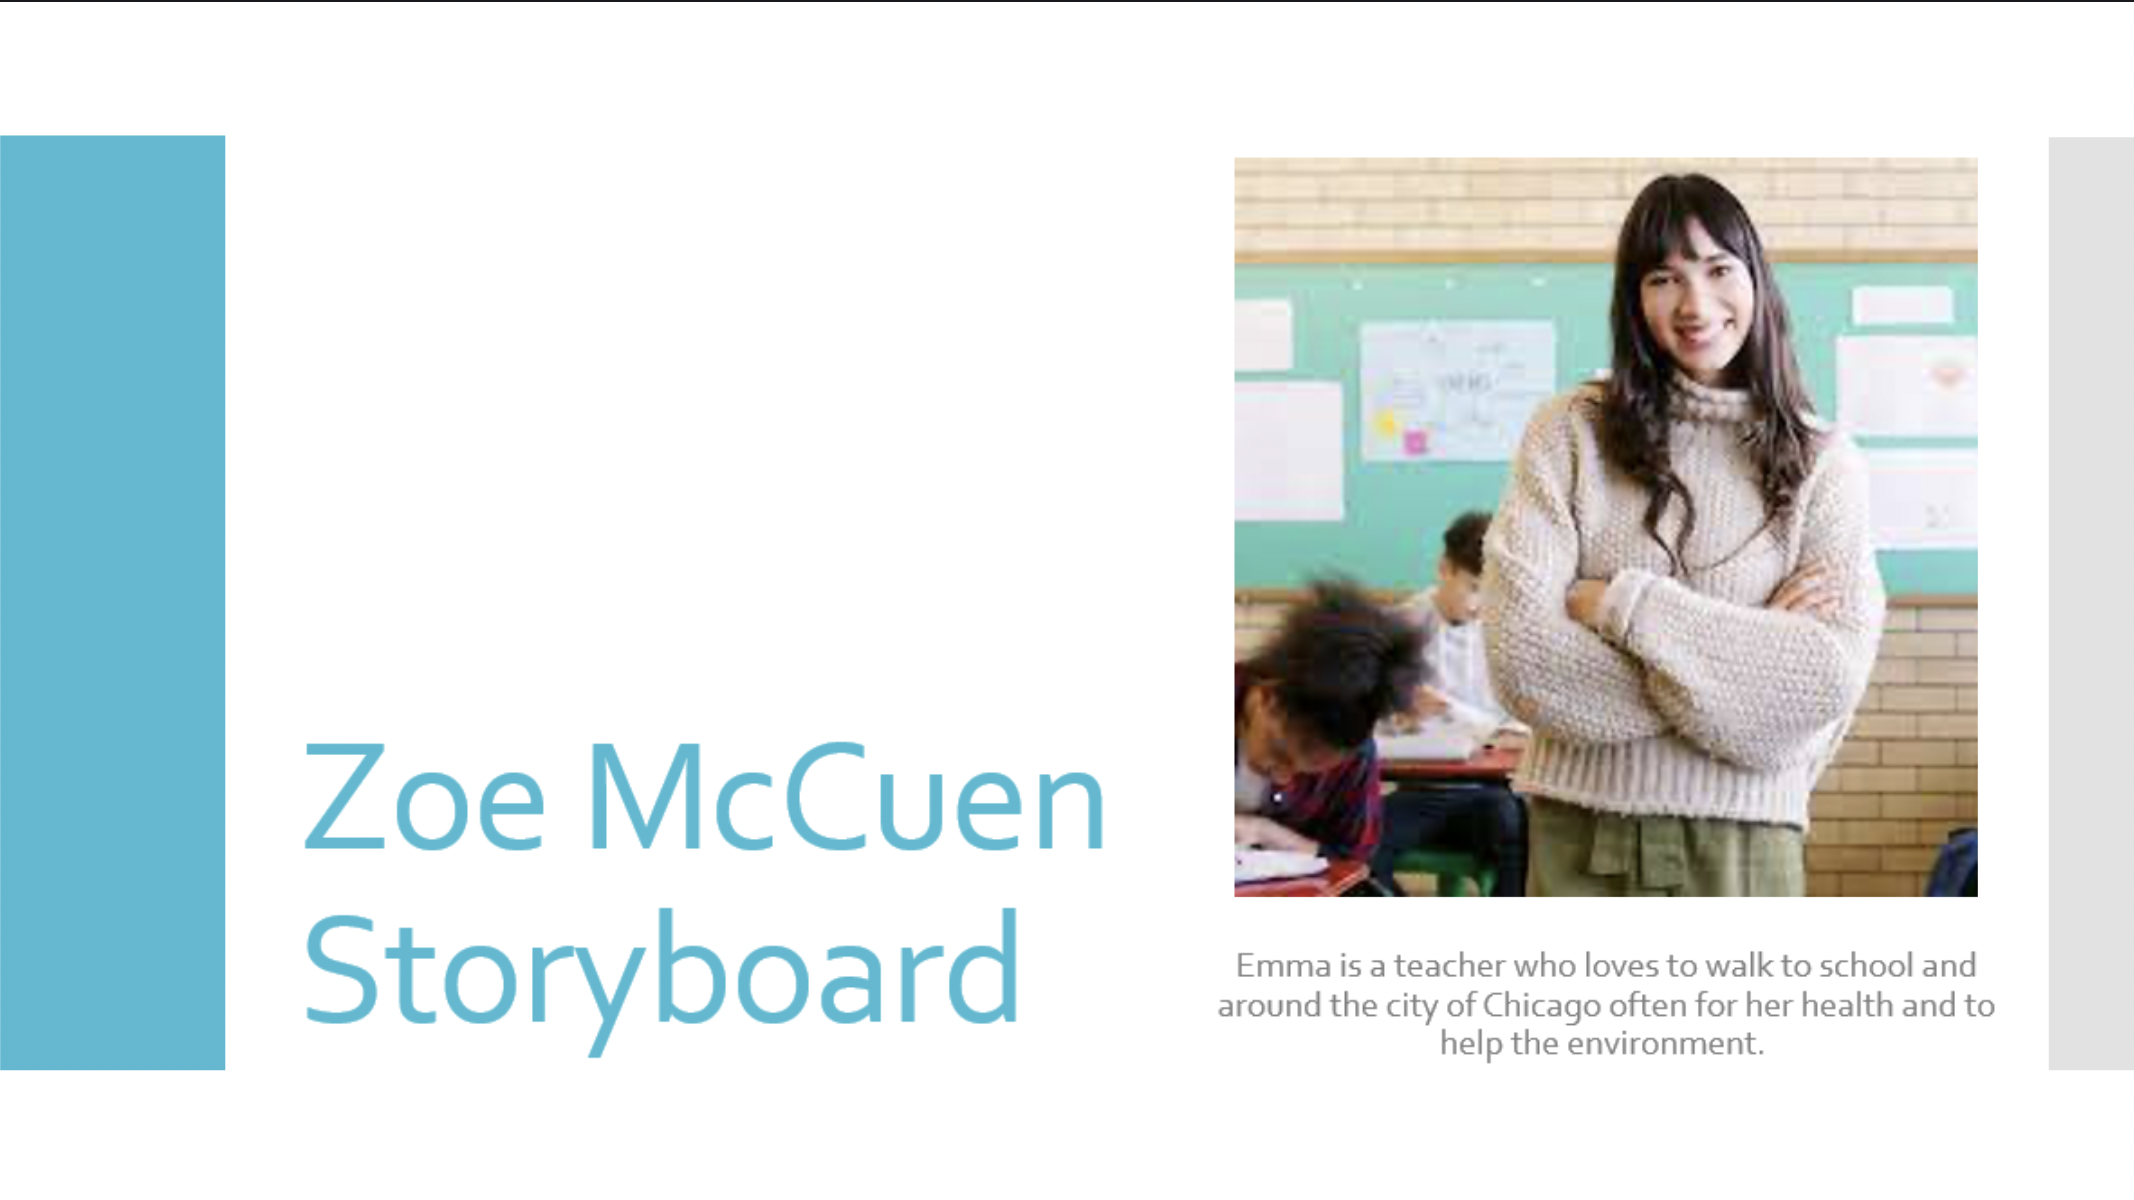 Zoe McCuen
Storyboard
Emma is a teacher who loves to walk to school and
around the city of Chicago often for her health and to
help the environment.